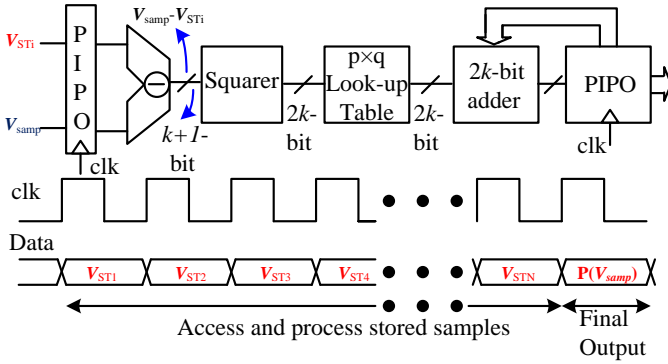 V_STi
V_samp
P
I
P
O
clk
V_samp-V_STi
k+1-
bit
Squarer
2k-
bit
p×q
Look-up
Table
2k-
bit
2k-bit
adder
PIPO
clk
clk
Data
V_ST1 V_ST2 V_ST3 V_ST4 V_STN P(V_samp)
Access and process stored samples
Final
Output